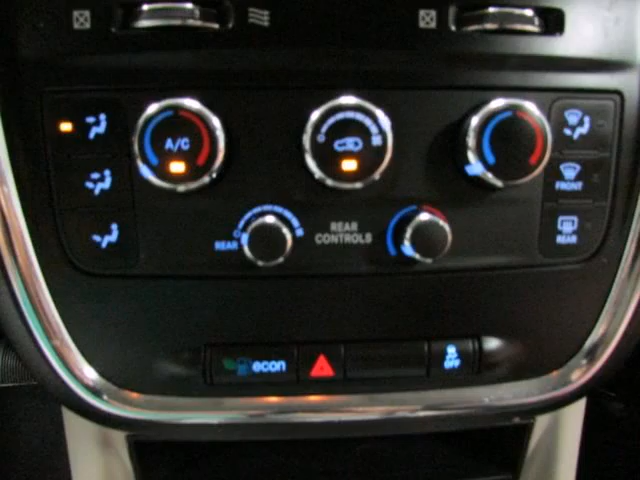 A/C
FRONT
REAR
REAR
CONTROLS
REAR
econ
OFF